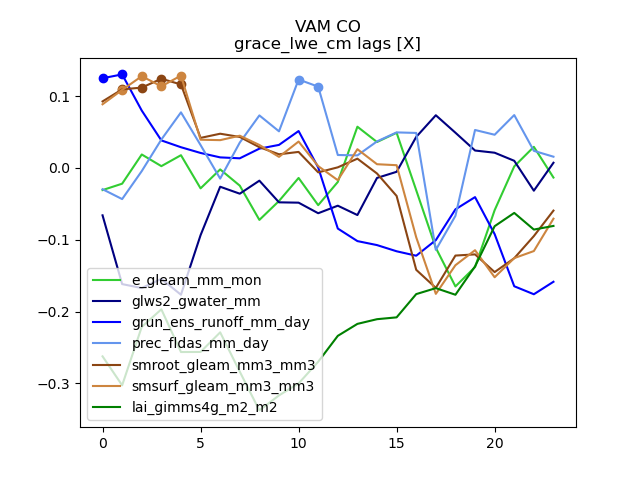 VAM CO
grace_lwe_cm lags [X]
0.1
0.0
−0.1
−0.2
−0.3
e_gleam_mm_mon
glws2_gwater_mm
grun_ens_runoff_mm_day
prec_fldas_mm_day
smroot_gleam_mm3_mm3
smsurf_gleam_mm3_mm3
lai_gimms4g_m2_m2
0 5 10 15 20